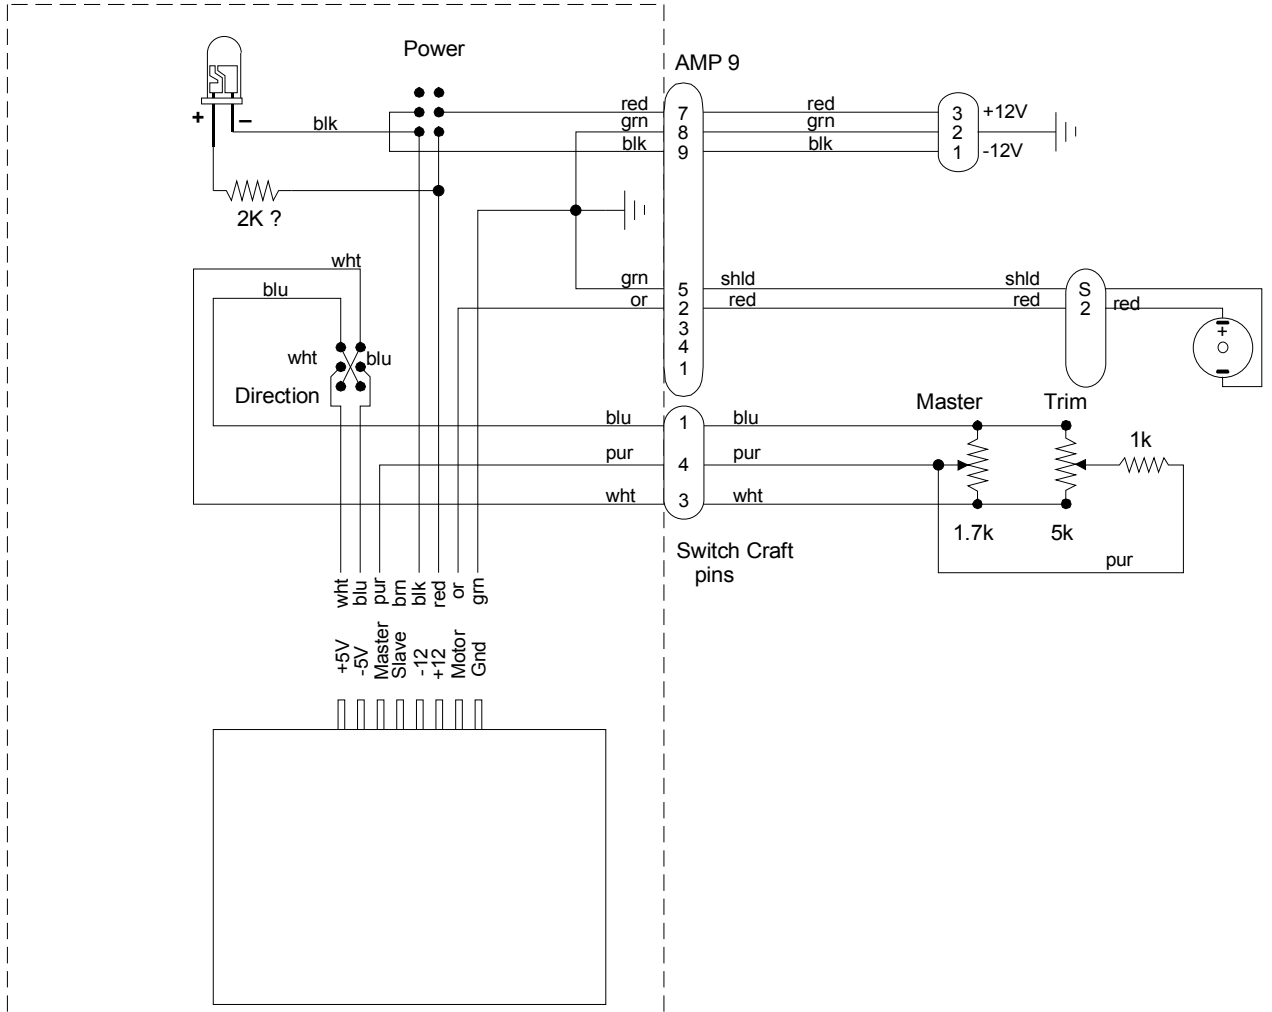 Power
AMP 9
+ −
blk
2K ?
red
grn
blk
7
8
9
red
grn
blk
3
2
1
+12V
-12V
wht
blu
wht
blu
Direction
grn
or
5
2
3
4
1
shld
red
shld
red
S
2
red
+
Master
Trim
blu
pur
wht
1
4
3
blu
pur
wht
1k
1.7k
5k
pur
Switch Craft
pins
wht
blu
pur
brn
blk
red
or
grn
+5V
-5V
Master
Slave
-12
+12
Motor
Gnd